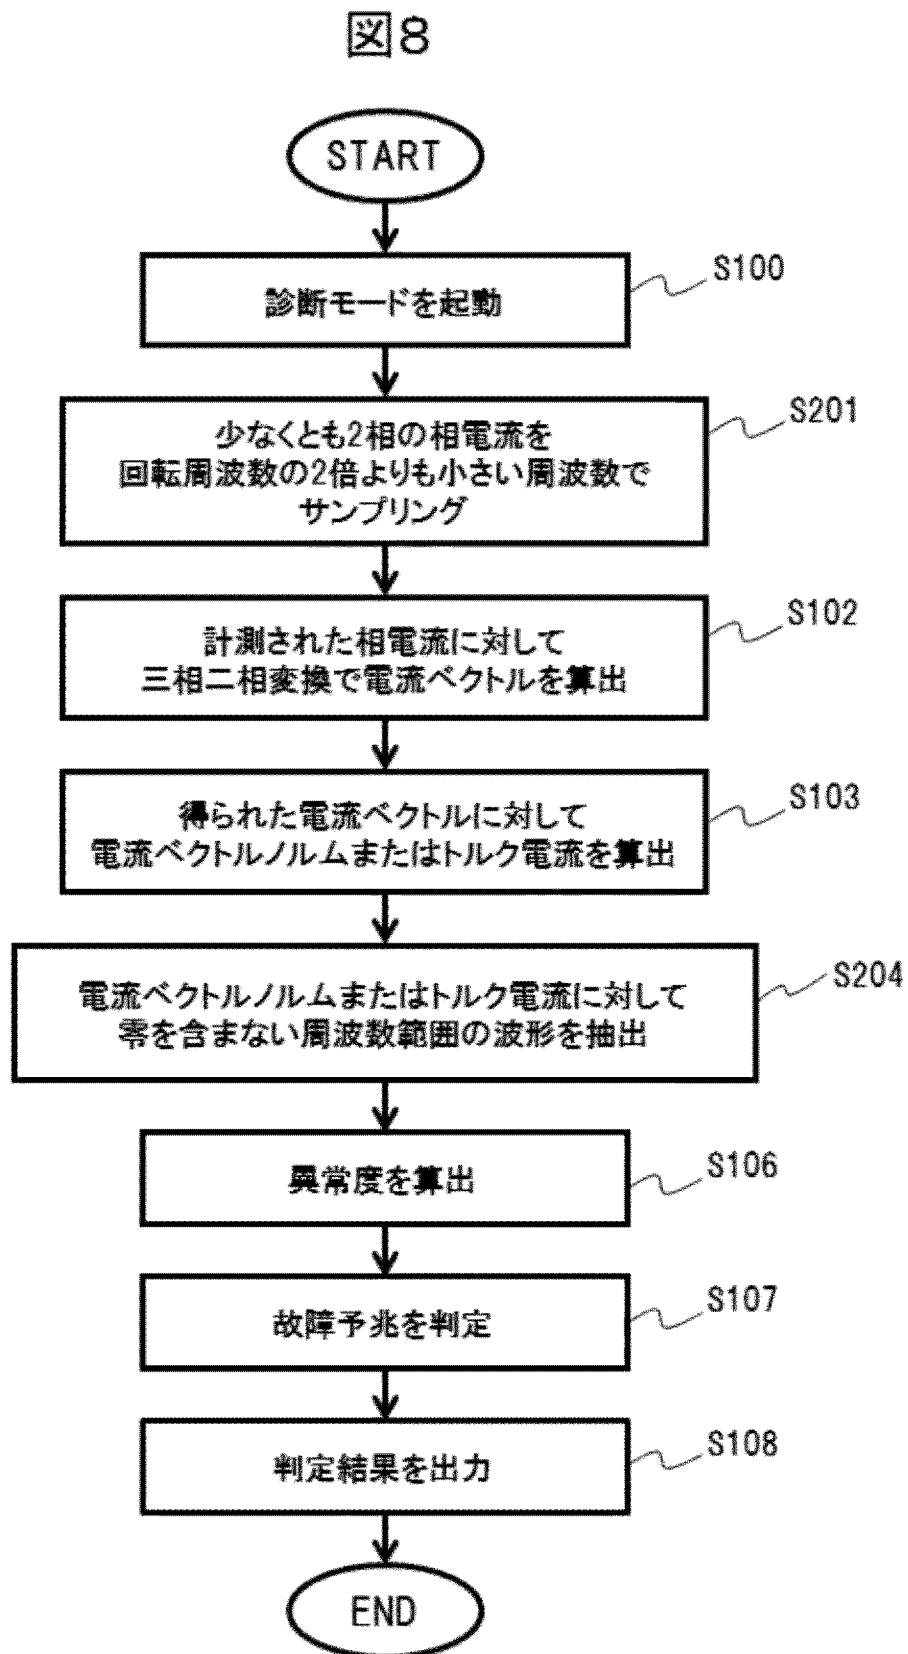 図8
START
診断モードを起動
S100
少なくとも2相の相電流を
回転周波数の2倍よりも小さい周波数で
サンプリング
S201
計測された相電流に対して
三相二相変換で電流ベクトルを算出
S102
得られた電流ベクトルに対して
電流ベクトルノルムまたはトルク電流を算出
S103
電流ベクトルノルムまたはトルク電流に対して
零を含まない周波数範囲の波形を抽出
S204
異常度を算出
S106
故障予兆を判定
S107
判定結果を出力
S108
END